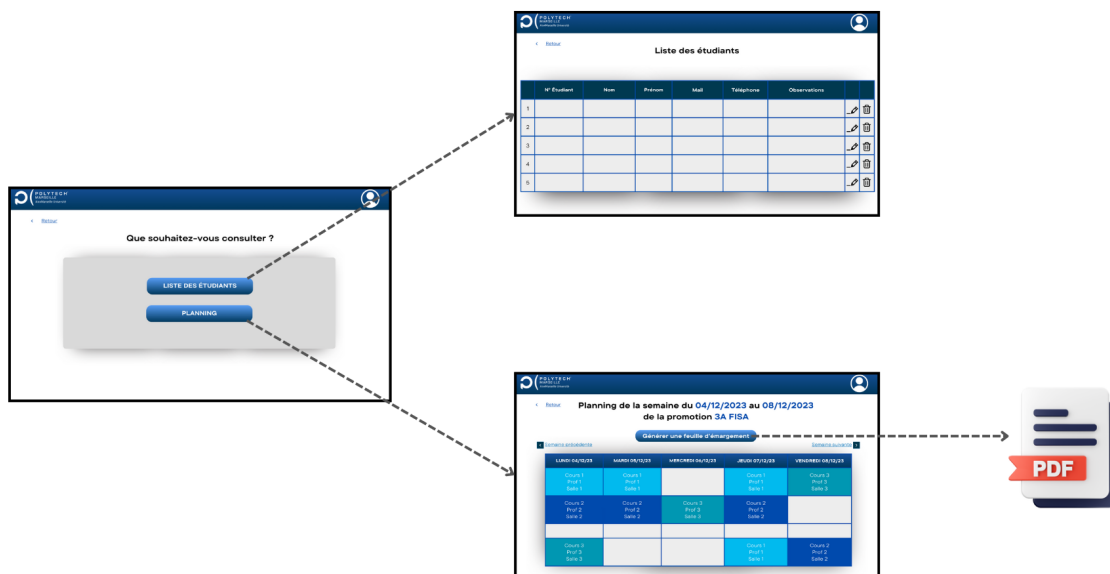 POLYTECH
MARSEILLE
< Retour
Que souhaitez-vous consulter ?
LISTE DES ÉTUDIANTS
PLANNING
POLYTECH
MARSEILLE
< Retour
Liste des étudiants
N° Étudiant Nom Prénom Mail Téléphone Observations
1
2
3
4
5
POLYTECH
MARSEILLE
< Retour
Planning de la semaine du 04/12/2023 au 08/12/2023
de la promotion 3A FISA
Générer une feuille d'émargement
Semaine précédente Semaine suivante
LUNDI 04/12/23 MARDI 05/12/23 MERCREDI 06/12/23 JEUDI 07/12/23 VENDREDI 08/12/23
Cours 1 Cours 1 Cours 1 Cours 3
Prof 1 Prof 1 Prof 1 Prof 3
Salle 1 Salle 1 Salle 1 Salle 3
Cours 2 Cours 2 Cours 3 Cours 2
Prof 2 Prof 2 Prof 3 Prof 2
Salle 2 Salle 2 Salle 3 Salle 2
Cours 3 Cours 1 Cours 2
Prof 3 Prof 1 Prof 2
Salle 3 Salle 1 Salle 2
PDF